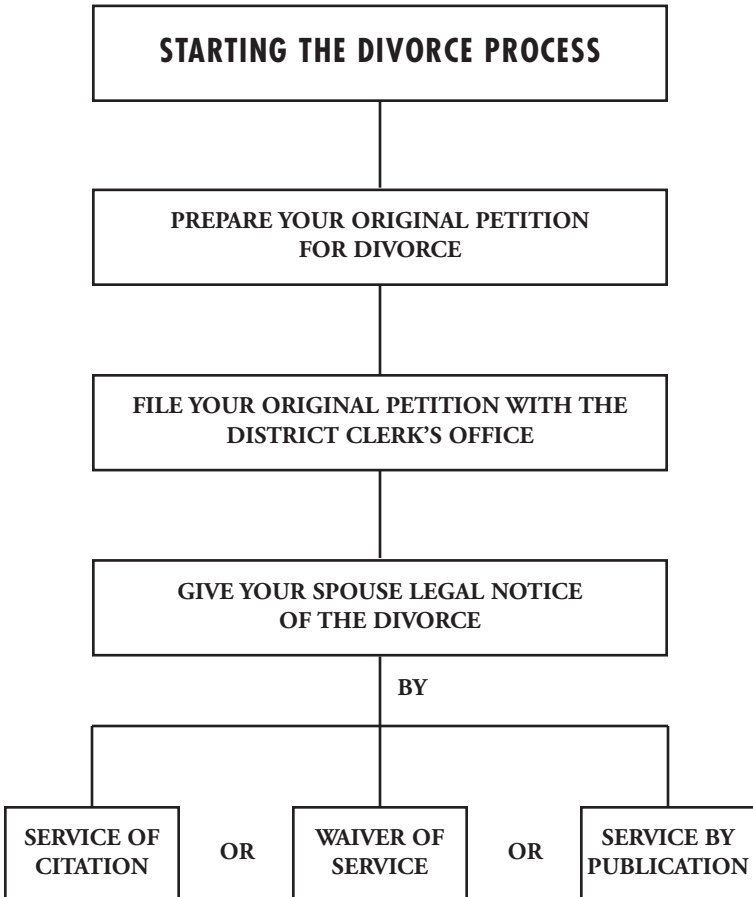 STARTING THE DIVORCE PROCESS
PREPARE YOUR ORIGINAL PETITION
FOR DIVORCE
FILE YOUR ORIGINAL PETITION WITH THE
DISTRICT CLERK’S OFFICE
GIVE YOUR SPOUSE LEGAL NOTICE
OF THE DIVORCE
BY
SERVICE OF
CITATION
OR
WAIVER OF
SERVICE
OR
SERVICE BY
PUBLICATION